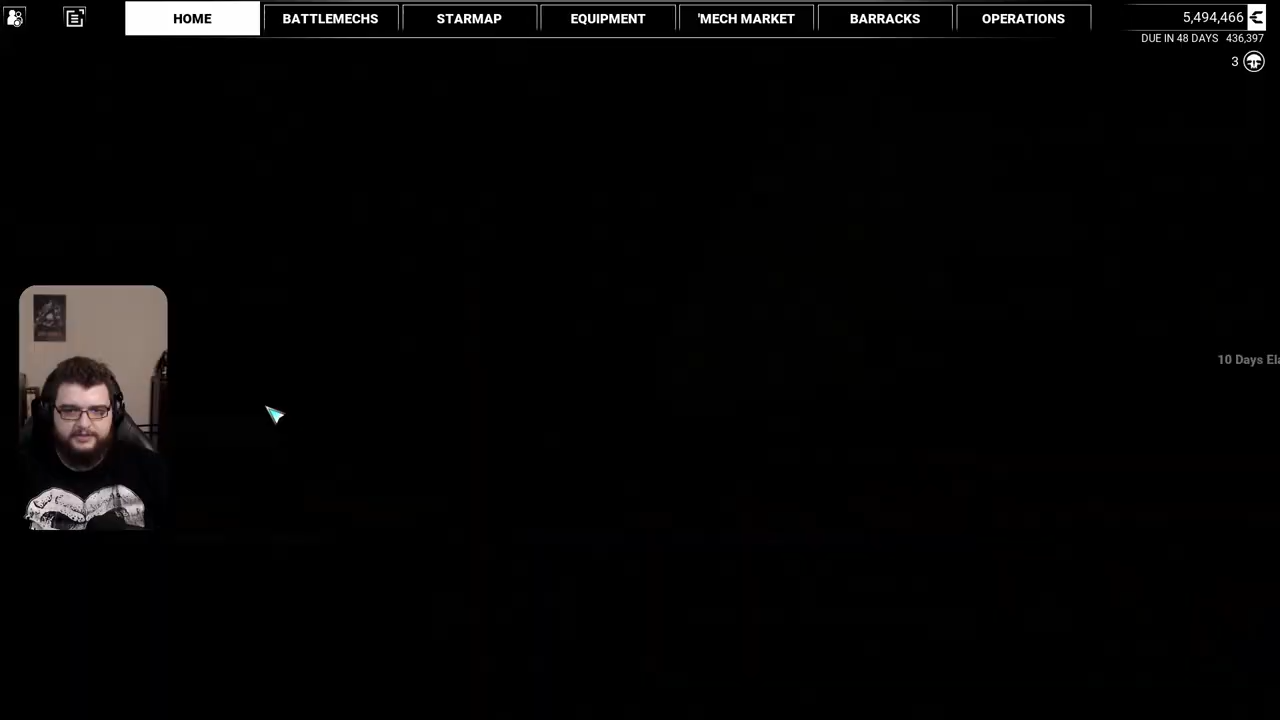 HOME
BATTLEMECHS
STARMAP
EQUIPMENT
'MECH MARKET
BARRACKS
OPERATIONS
5,494,466
DUE IN 48 DAYS 436,397
3
10 Days Ela